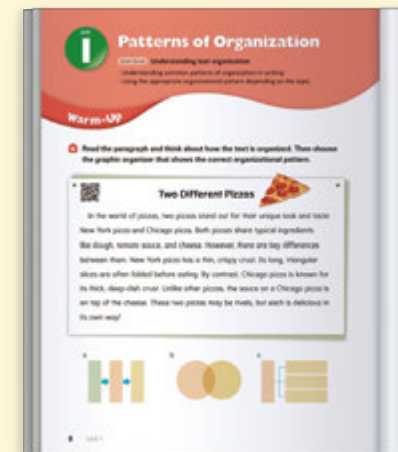 UNIT
1
Patterns of Organization
Understanding text organization
· Understanding common patterns of organization in writing
· Using the appropriate organizational pattern depending on the topic
Warm-Up
A Read the paragraph and think about how the text is organized. Then choose
the graphic organizer that shows the correct organizational pattern.
Two Different Pizzas
In the world of pizzas, two pizzas stand out for their unique look and taste:
New York pizza and Chicago pizza. Both pizzas share typical ingredients
like dough, tomato sauce, and cheese. However, there are key differences
between them. New York pizza has a thin, crispy crust. Its long, triangular
slices are often folded before eating. By contrast, Chicago pizza is known for
its thick, deep-dish crust. Unlike other pizzas, the sauce on a Chicago pizza is
on top of the cheese. These two pizzas may be rivals, but each is delicious in
its own way!
a b c
8 Unit 1